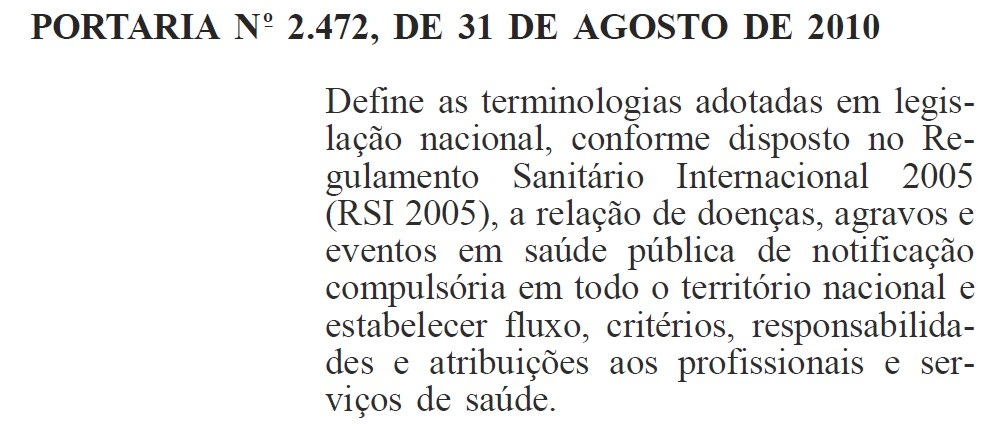 PORTARIA Nº 2.472, DE 31 DE AGOSTO DE 2010
Define as terminologias adotadas em legis-
lação nacional, conforme disposto no Re-
gulamento Sanitário Internacional 2005
(RSI 2005), a relação de doenças, agravos e
eventos em saúde pública de notificação
compulsória em todo o território nacional e
estabelecer fluxo, critérios, responsabilida-
des e atribuições aos profissionais e ser-
viços de saúde.